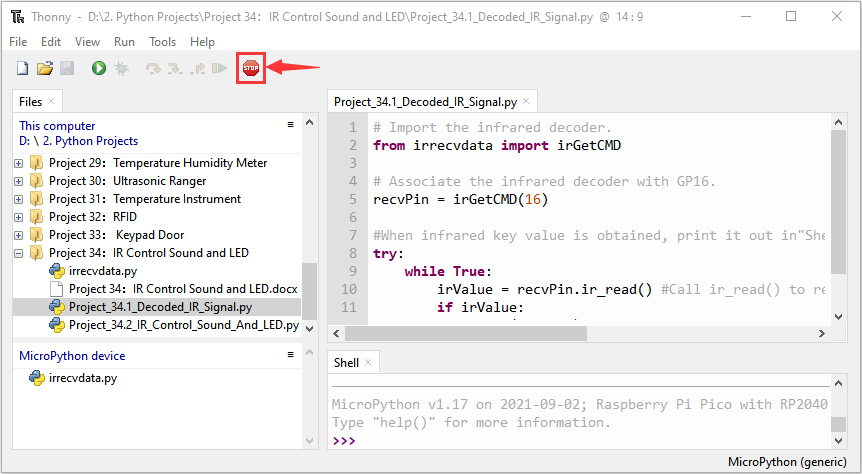 Thonny - D:\2. Python Projects\Project 34：IR Control Sound and LED\Project_34.1_Decoded_IR_Signal.py @ 14 : 9
File Edit View Run Tools Help
STOP
Files
This computer
D: \ 2. Python Projects
Project 29：Temperature Humidity Meter
Project 30：Ultrasonic Ranger
Project 31：Temperature Instrument
Project 32：RFID
Project 33： Keypad Door
Project 34：IR Control Sound and LED
irrecvdata.py
Project 34：IR Control Sound and LED.docx
Project_34.1_Decoded_IR_Signal.py
Project_34.2_IR_Control_Sound_And_LED.py
MicroPython device
irrecvdata.py
Project_34.1_Decoded_IR_Signal.py
1 # Import the infrared decoder.
2 from irrecvdata import irGetCMD
3
4 # Associate the infrared decoder with GP16.
5 recvPin = irGetCMD(16)
6
7 #When infrared key value is obtained, print it out in"She
8 try:
9 while True:
10 irValue = recvPin.ir_read() #Call ir_read() to re
11 if irValue:
Shell
MicroPython v1.17 on 2021-09-02; Raspberry Pi Pico with RP2040
Type "help()" for more information.
>>>
MicroPython (generic)